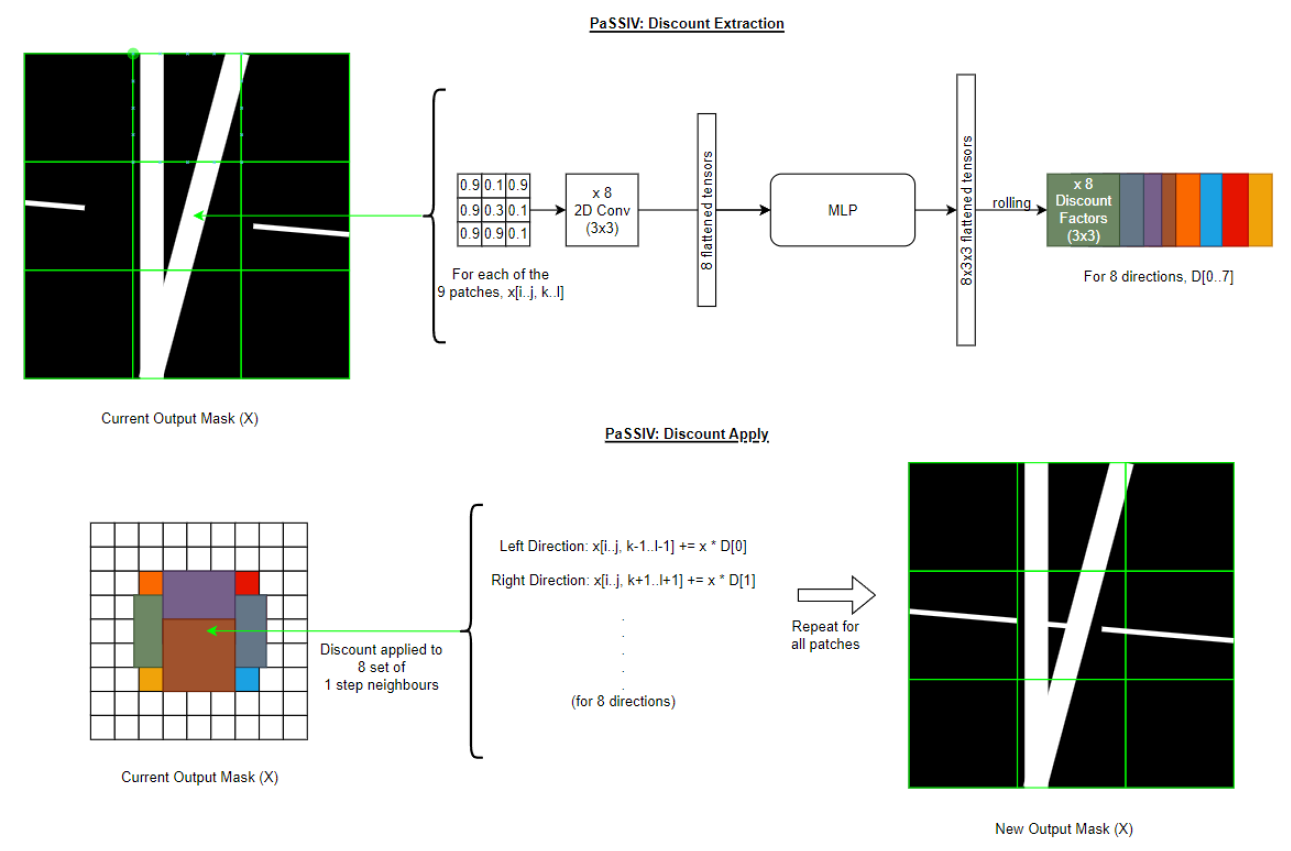 PaSSIV: Discount Extraction
0.9 0.1 0.9
0.9 0.3 0.1
0.9 0.9 0.1
For each of the
9 patches, x[i..j, k..l]
x 8
2D Conv
(3x3)
8 flattened tensors
MLP
8x3x3 flattened tensors
rolling
x 8
Discount
Factors
(3x3)
For 8 directions, D[0..7]
Current Output Mask (X)
PaSSIV: Discount Apply
Discount applied to
8 set of
1 step neighbours
Current Output Mask (X)
Left Direction: x[i..j, k-1..l-1] += x * D[0]
Right Direction: x[i..j, k+1..l+1] += x * D[1]
.
.
.
.
.
(for 8 directions)
Repeat for
all patches
New Output Mask (X)